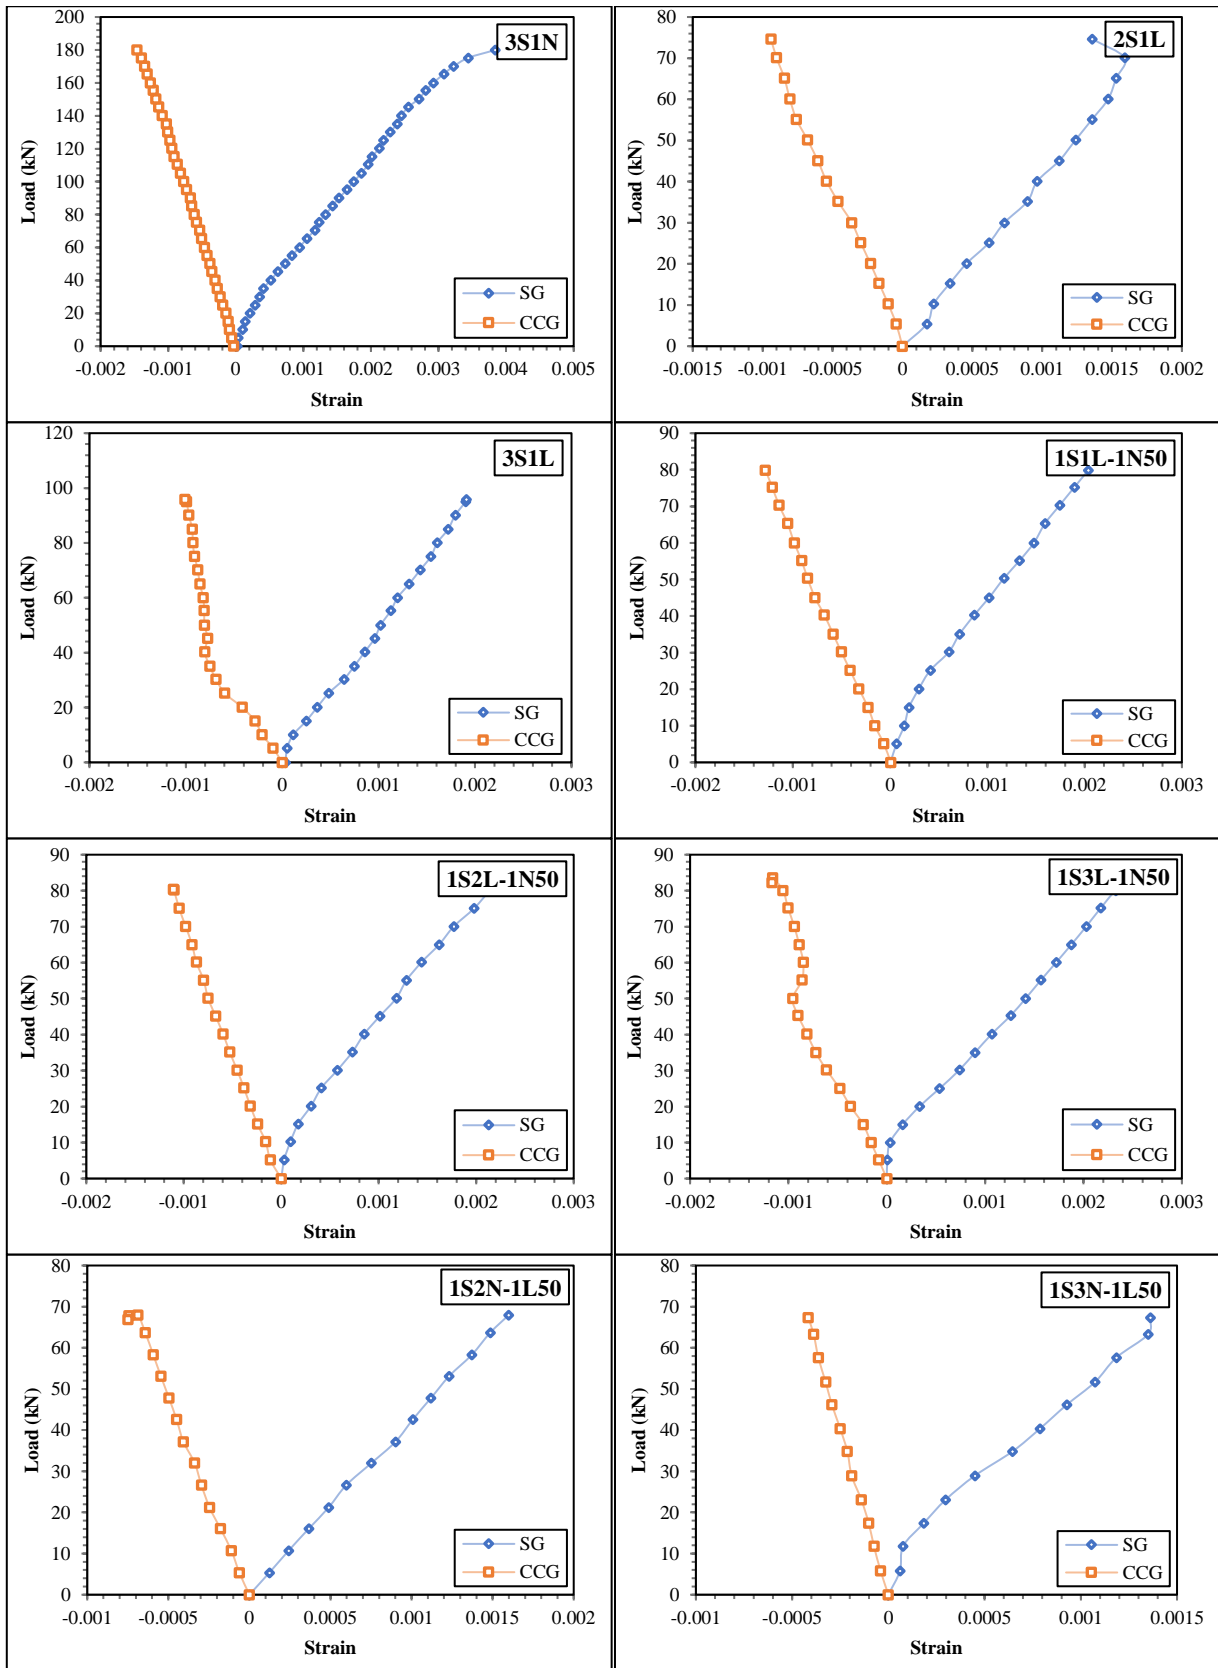 3S1N
200
180
160
140
120
100
80
60
40
20
0
Load (kN)
SG
CCG
-0.002 -0.001 0 0.001 0.002 0.003 0.004 0.005
Strain
2S1L
80
70
60
50
40
30
20
10
0
Load (kN)
SG
CCG
-0.0015 -0.001 -0.0005 0 0.0005 0.001 0.0015 0.002
Strain
3S1L
120
100
80
60
40
20
0
Load (kN)
SG
CCG
-0.002 -0.001 0 0.001 0.002 0.003
Strain
1S1L-1N50
90
80
70
60
50
40
30
20
10
0
Load (kN)
SG
CCG
-0.002 -0.001 0 0.001 0.002 0.003
Strain
1S2L-1N50
90
80
70
60
50
40
30
20
10
0
Load (kN)
SG
CCG
-0.002 -0.001 0 0.001 0.002 0.003
Strain
1S3L-1N50
90
80
70
60
50
40
30
20
10
0
Load (kN)
SG
CCG
-0.002 -0.001 0 0.001 0.002 0.003
Strain
1S2N-1L50
80
70
60
50
40
30
20
10
0
Load (kN)
SG
CCG
-0.001 -0.0005 0 0.0005 0.001 0.0015 0.002
Strain
1S3N-1L50
80
70
60
50
40
30
20
10
0
Load (kN)
SG
CCG
-0.001 -0.0005 0 0.0005 0.001 0.0015
Strain